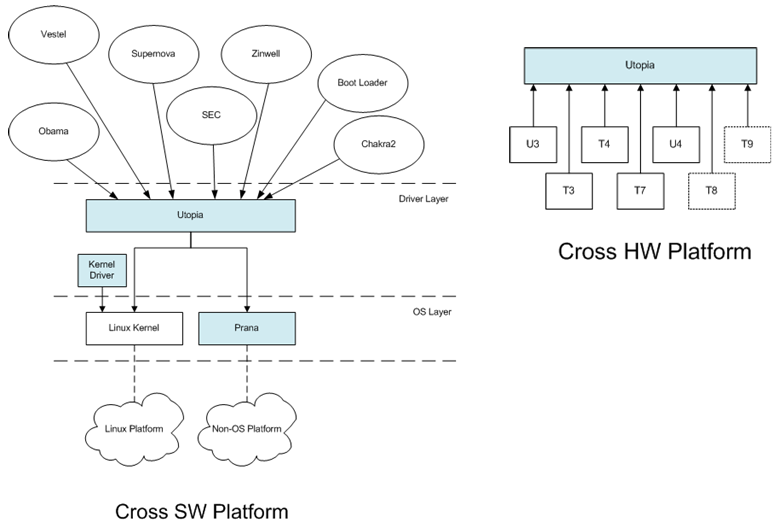 Vestel
Supernova
Zinwell
Boot Loader
Obama
SEC
Chakra2
Driver Layer
Utopia
Kernel
Driver
OS Layer
Linux Kernel
Prana
Linux Platform
Non-OS Platform
Cross SW Platform
Utopia
U3
T4
U4
T9
T3
T7
T8
Cross HW Platform